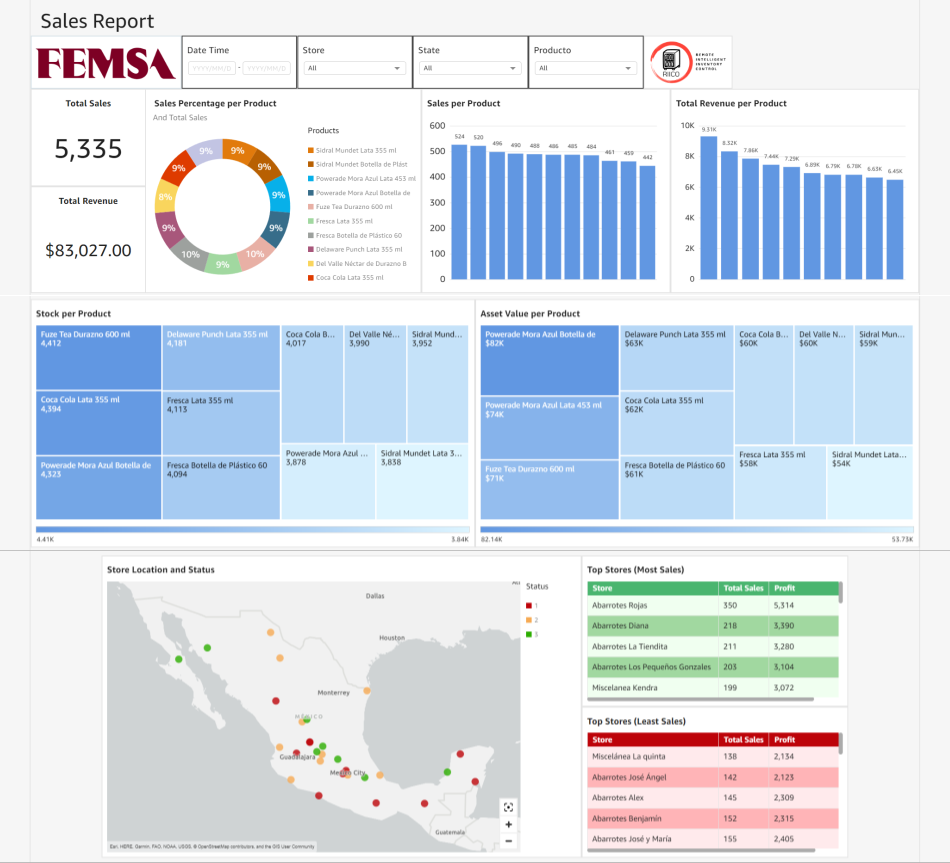 Sales Report
FEMSA
Date Time
YYYY/MM/D - YYYY/MM/D
Store
All
State
All
Producto
All
RIICO
REMOTE
INTELLIGENT
INVENTORY
CONTROL
Total Sales
5,335
Total Revenue
$83,027.00
Sales Percentage per Product
And Total Sales
9%
9%
9%
9%
10%
9%
10%
9%
8%
9%
9%
Products
Sidral Mundet Lata 355 ml
Sidral Mundet Botella de Plást
Powerade Mora Azul Lata 453 ml
Powerade Mora Azul Botella de
Fuze Tea Durazno 600 ml
Fresca Lata 355 ml
Fresca Botella de Plástico 60
Delaware Punch Lata 355 ml
Del Valle Néctar de Durazno B
Coca Cola Lata 355 ml
Sales per Product
600
500
400
300
200
100
0
524 520 496 490 488 486 485 484 461 459 442
Total Revenue per Product
10K
8K
6K
4K
2K
0
9.31K 8.32K 7.86K 7.44K 7.29K 6.89K 6.79K 6.78K 6.63K 6.45K
Stock per Product
Fuze Tea Durazno 600 ml
4,412
Coca Cola Lata 355 ml
4,394
Powerade Mora Azul Botella de
4,323
Delaware Punch Lata 355 ml
4,181
Fresca Lata 355 ml
4,113
Fresca Botella de Plástico 60
4,094
Coca Cola B...
4,017
Del Valle Né...
3,990
Sidral Mund...
3,952
Powerade Mora Azul ...
3,878
Sidral Mundet Lata 3...
3,838
4.41K
3.84K
Asset Value per Product
Powerade Mora Azul Botella de
$82K
Powerade Mora Azul Lata 453 ml
$74K
Fuze Tea Durazno 600 ml
$71K
Delaware Punch Lata 355 ml
$63K
Coca Cola Lata 355 ml
$62K
Fresca Botella de Plástico 60
$61K
Coca Cola B...
$60K
Del Valle N...
$60K
Sidral Mun...
$59K
Fresca Lata 355 ml
$58K
Sidral Mundet Lata...
$54K
82.14K
53.73K
Store Location and Status
Dallas
Houston
Monterrey
MÉXICO
Guadalajara
Mexico City
Guatemala
Esri, HERE, Garmin, FAO, NOAA, USGS, © OpenStreetMap contributors, and the GIS User Community
Status
1
2
3
Top Stores (Most Sales)
Store Total Sales Profit
Abarrotes Rojas 350 5,314
Abarrotes Diana 218 3,390
Abarrotes La Tiendita 211 3,280
Abarrotes Los Pequeños Gonzales 203 3,104
Miscelanea Kendra 199 3,072
Top Stores (Least Sales)
Store Total Sales Profit
Miscelánea La quinta 138 2,134
Abarrotes José Ángel 142 2,123
Abarrotes Alex 145 2,309
Abarrotes Benjamín 152 2,315
Abarrotes José y María 155 2,405